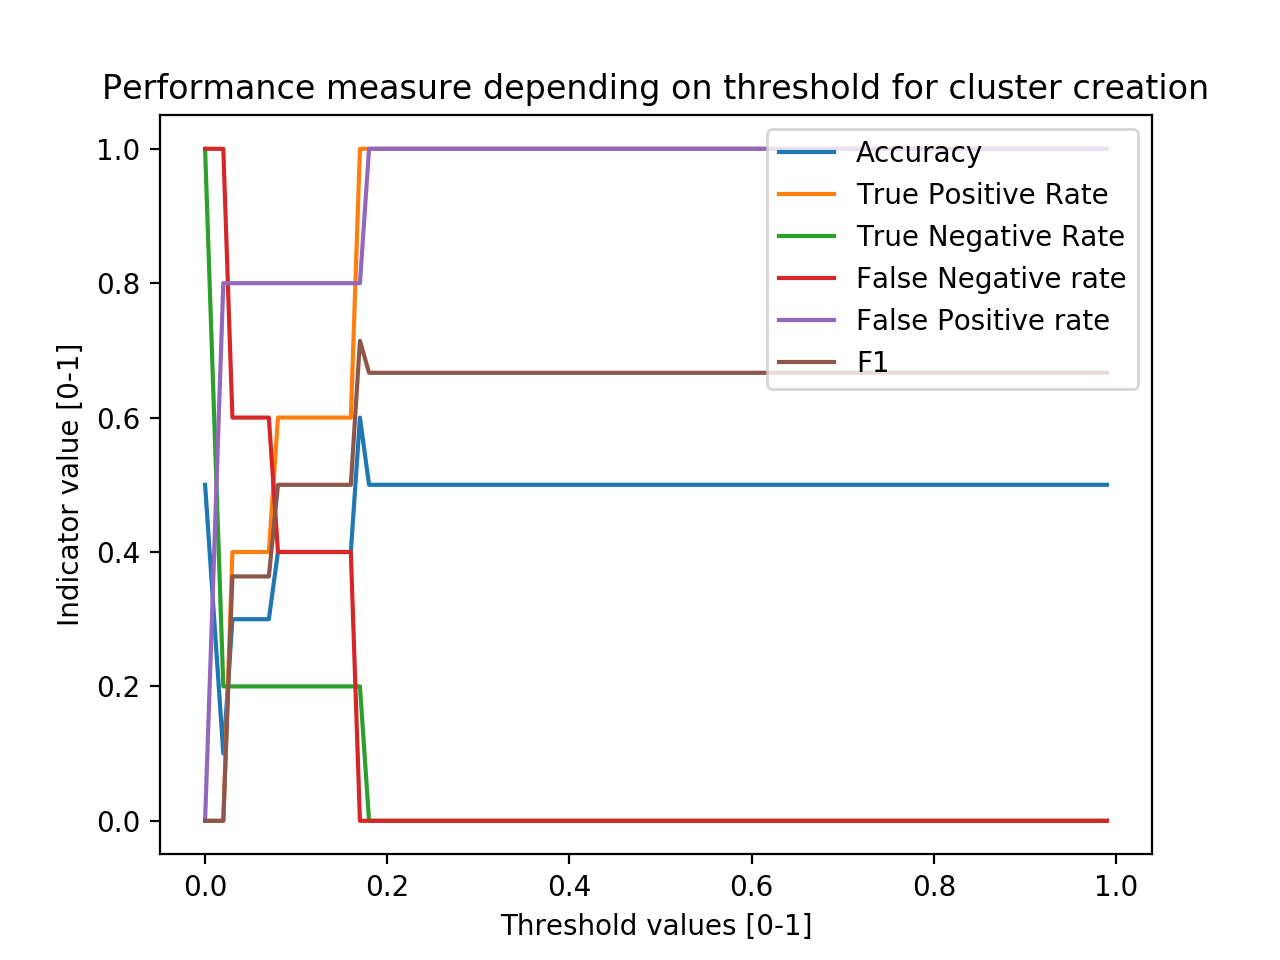 Performance measure depending on threshold for cluster creation
1.0
0.8
0.6
0.4
0.2
0.0
Indicator value [0-1]
Accuracy
True Positive Rate
True Negative Rate
False Negative rate
False Positive rate
F1
0.0 0.2 0.4 0.6 0.8 1.0
Threshold values [0-1]